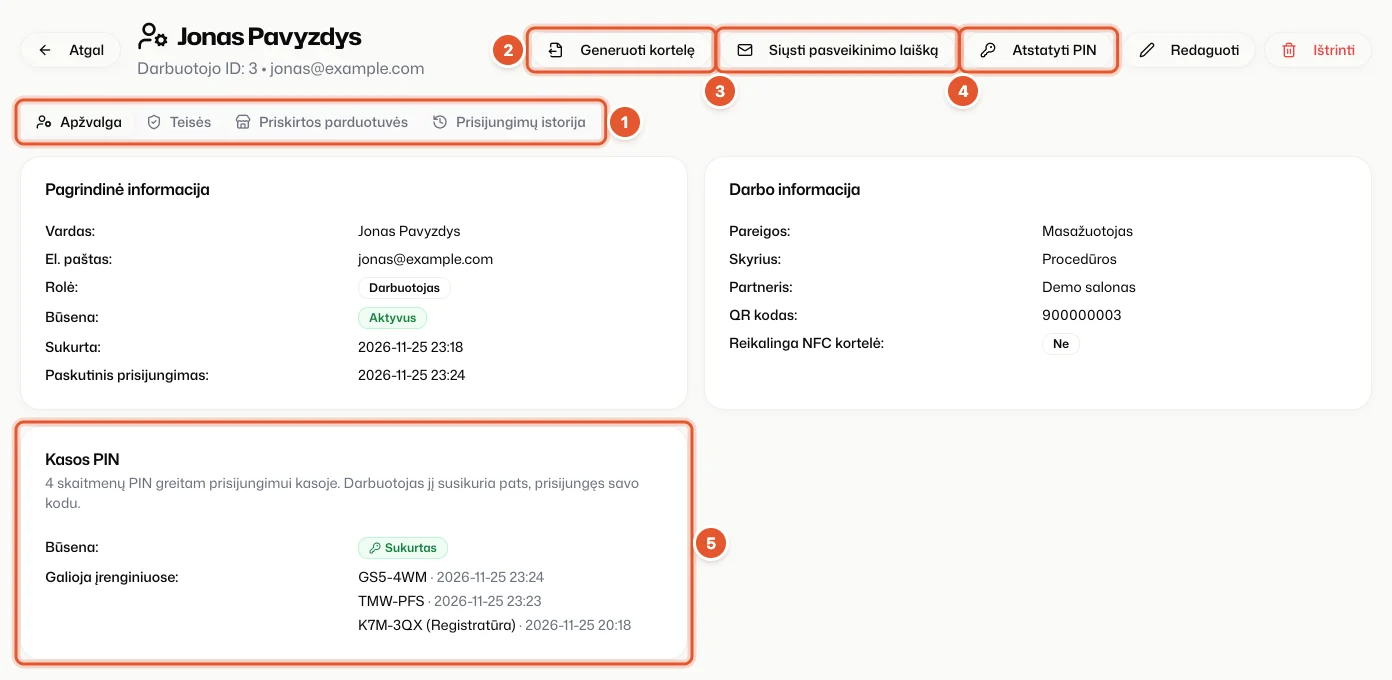 Atgal
Jonas Pavyzdys
Darbuotojo ID: 3 • jonas@example.com
2
Generuoti kortelę
Siųsti pasveikinimo laišką
Atstatyti PIN
Redaguoti
Ištrinti
3
4
Apžvalga
Teisės
Priskirtos parduotuvės
Prisijungimų istorija
1
Pagrindinė informacija
Vardas: Jonas Pavyzdys
El. paštas: jonas@example.com
Rolė: Darbuotojas
Būsena: Aktyvus
Sukurta: 2026-11-25 23:18
Paskutinis prisijungimas: 2026-11-25 23:24
Darbo informacija
Pareigos: Masažuotojas
Skyrius: Procedūros
Partneris: Demo salonas
QR kodas: 900000003
Reikalinga NFC kortelė: Ne
Kasos PIN
4 skaitmenų PIN greitam prisijungimui kasoje. Darbuotojas jį susikuria pats, prisijungęs savo
kodu.
Būsena: Sukurtas
Galioja įrenginiuose: GS5-4WM · 2026-11-25 23:24
TMW-PFS · 2026-11-25 23:23
K7M-3QX (Registratūra) · 2026-11-25 20:18
5